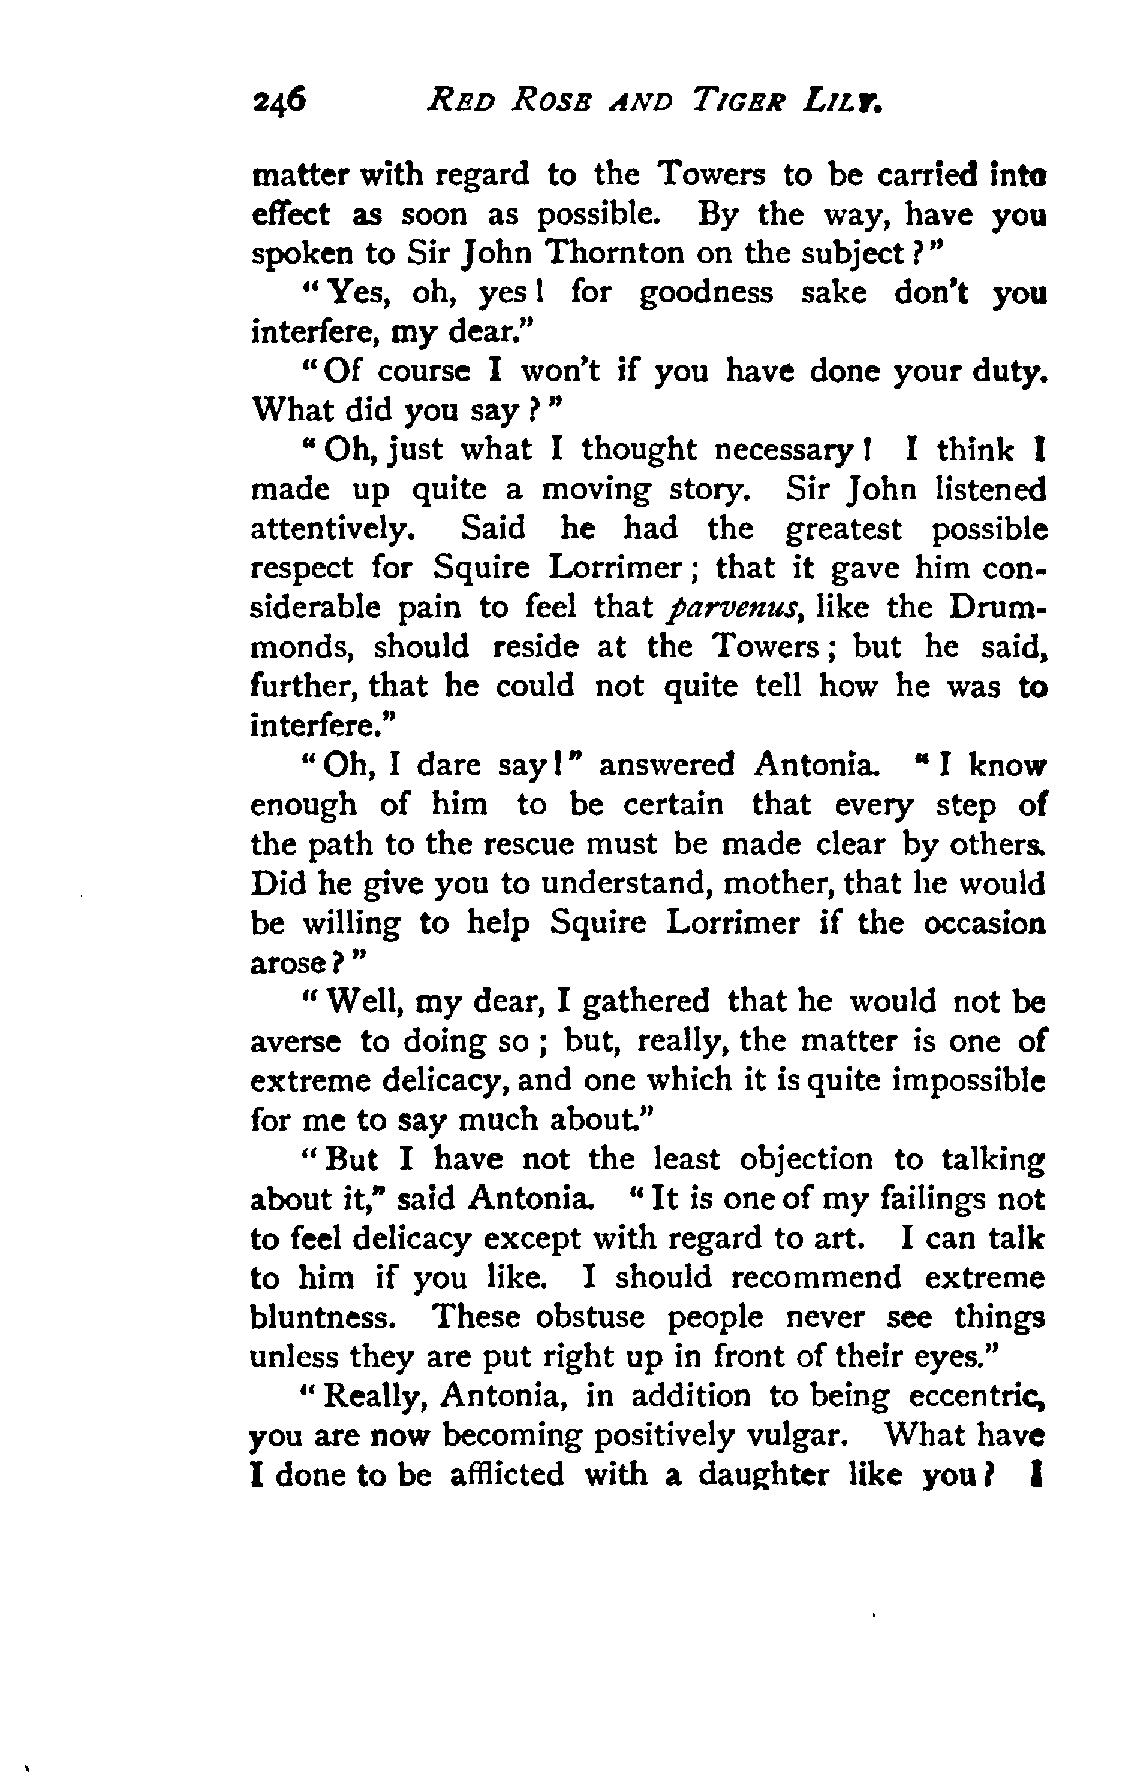 246 RED ROSE AND TIGER LILY.
matter with regard to the Towers to be carried into
effect as soon as possible. By the way, have you
spoken to Sir John Thornton on the subject?"
"Yes, oh, yes! for goodness sake don't you
interfere, my dear."
"Of course I won't if you have done your duty.
What did you say?"
"Oh, just what I thought necessary! I think I
made up quite a moving story. Sir John listened
attentively. Said he had the greatest possible
respect for Squire Lorrimer; that it gave him con-
siderable pain to feel that parvenus, like the Drum-
monds, should reside at the Towers; but he said,
further, that he could not quite tell how he was to
interfere."
"Oh, I dare say!" answered Antonia. "I know
enough of him to be certain that every step of
the path to the rescue must be made clear by others.
Did he give you to understand, mother, that he would
be willing to help Squire Lorrimer if the occasion
arose?"
"Well, my dear, I gathered that he would not be
averse to doing so; but, really, the matter is one of
extreme delicacy, and one which it is quite impossible
for me to say much about."
"But I have not the least objection to talking
about it," said Antonia. "It is one of my failings not
to feel delicacy except with regard to art. I can talk
to him if you like. I should recommend extreme
bluntness. These obstuse people never see things
unless they are put right up in front of their eyes."
"Really, Antonia, in addition to being eccentric,
you are now becoming positively vulgar. What have
I done to be afflicted with a daughter like you? I